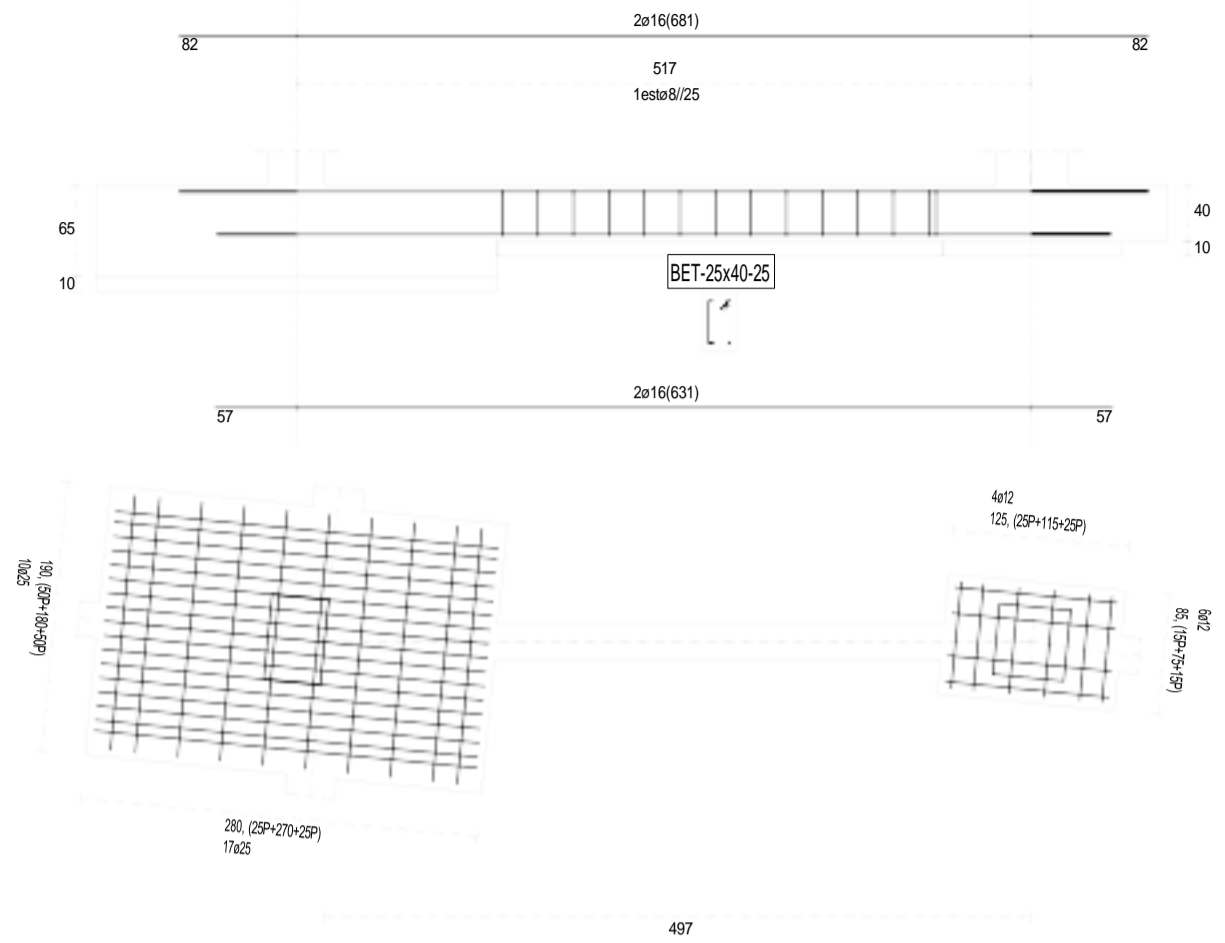 2ø16(681)
82
82
517
1estø8//25
65
40
10
10
BET-25x40-25
2ø16(631)
57
57
4ø12
125, (25P+115+25P)
190, (50P+180+50P)
10ø25
6ø12
85, (15P+75+15P)
280, (25P+270+25P)
17ø25
497